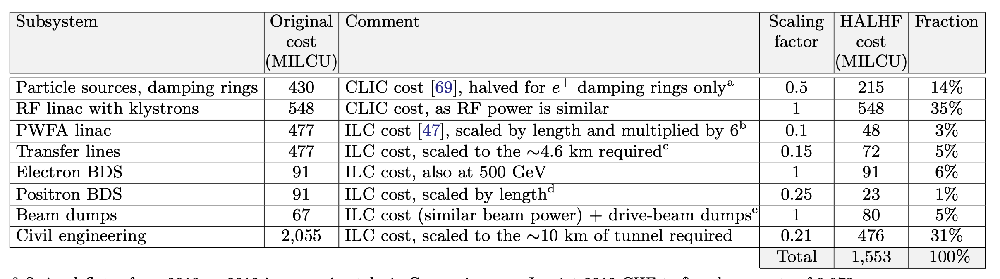 Subsystem Original Comment Scaling HALHF Fraction
cost factor cost
(MILCU) (MILCU)
Particle sources, damping rings 430 CLIC cost [69], halved for e⁺ damping rings onlyᵃ 0.5 215 14%
RF linac with klystrons 548 CLIC cost, as RF power is similar 1 548 35%
PWFA linac 477 ILC cost [47], scaled by length and multiplied by 6ᵇ 0.1 48 3%
Transfer lines 477 ILC cost, scaled to the ~4.6 km requiredᶜ 0.15 72 5%
Electron BDS 91 ILC cost, also at 500 GeV 1 91 6%
Positron BDS 91 ILC cost, scaled by lengthᵈ 0.25 23 1%
Beam dumps 67 ILC cost (similar beam power) + drive-beam dumpsᵉ 1 80 5%
Civil engineering 2,055 ILC cost, scaled to the ~10 km of tunnel required 0.21 476 31%
Total 1,553 100%